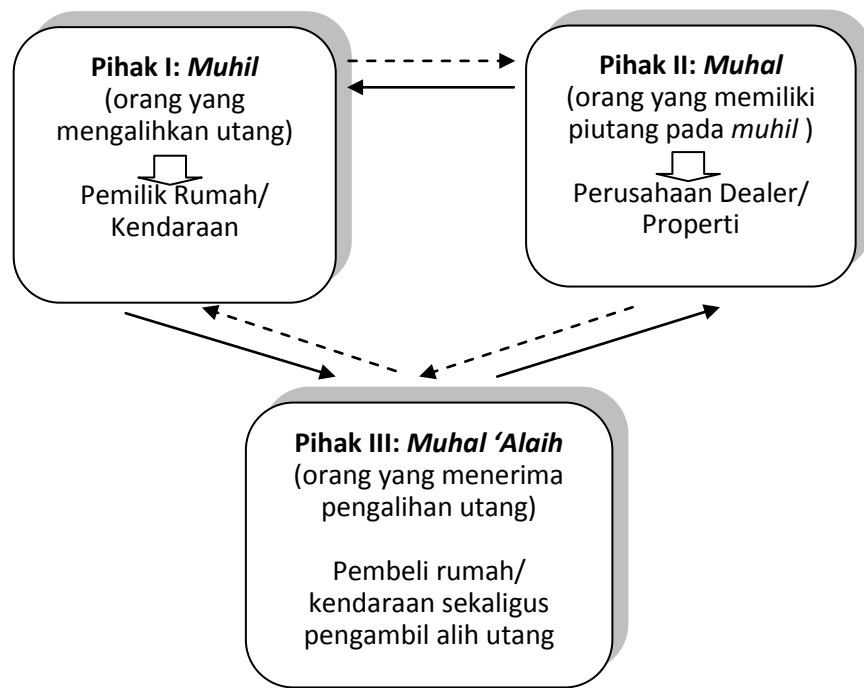 Pihak I: Muhil
(orang yang
mengalihkan utang)
Pemilik Rumah/
Kendaraan
Pihak II: Muhal
(orang yang memiliki
piutang pada muhil )
Perusahaan Dealer/
Properti
Pihak III: Muhal ‘Alaih
(orang yang menerima
pengalihan utang)
Pembeli rumah/
kendaraan sekaligus
pengambil alih utang